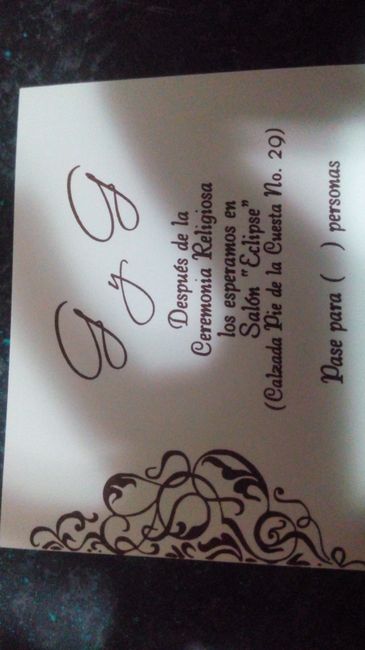 G y G
Después de la
Ceremonia Religiosa
los esperamos en
Salón "Eclipse"
(Calzada Pie de la Cuesta No. 29)
Pase para (    ) personas